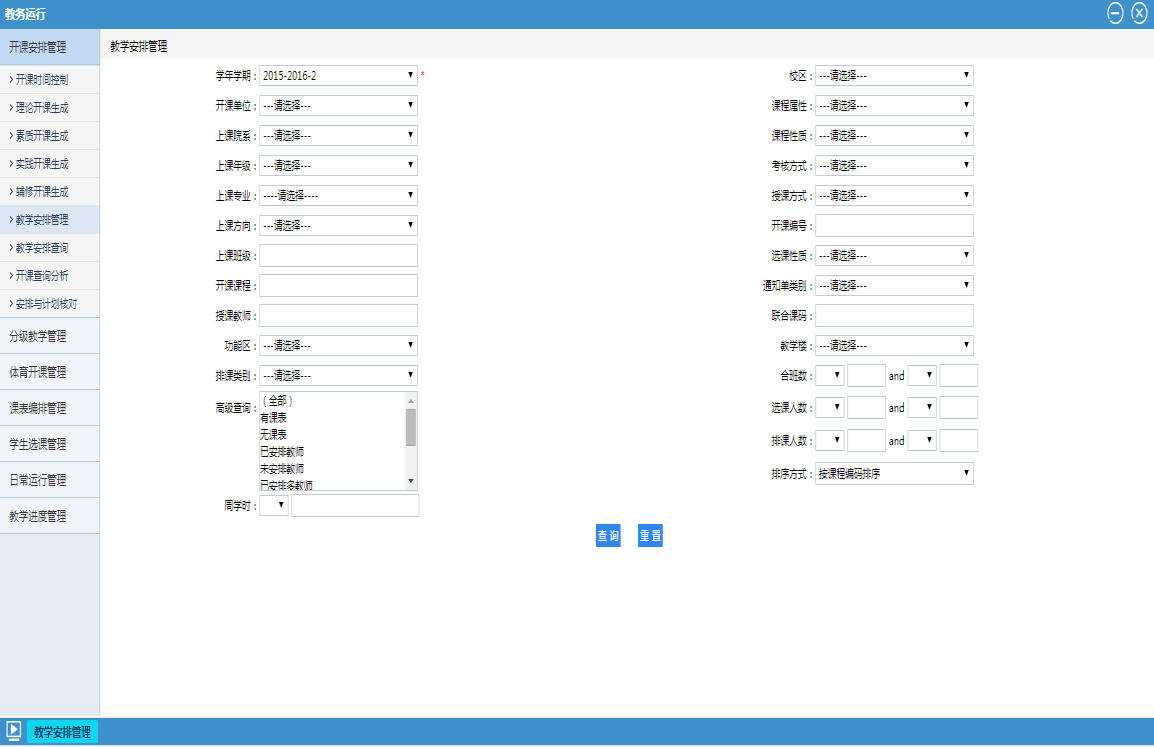 教务运行
开课安排管理
开课时间控制
理论开课生成
素质开课生成
实践开课生成
辅修开课生成
教学安排管理
教学安排查询
开课查询分析
安排与计划核对
分级教学管理
体育开课管理
课表编排管理
学生选课管理
日常运行管理
教学进度管理
教学安排管理
学年学期： 2015-2016-2 *
校区： ---请选择---
开课单位： ---请选择---
课程属性： ---请选择---
上课院系： ---请选择---
课程性质： ---请选择---
上课年级： ---请选择---
考核方式： ---请选择---
上课专业： ----请选择----
授课方式： ---请选择---
上课方向： ---请选择---
开课编号：
上课班级：
选课性质： ---请选择---
开课课程：
通知单类别： ---请选择---
授课教师：
联合课码：
功能区： ---请选择---
教学楼： ---请选择---
排课类别： ---请选择---
合班数： and
高级查询： （全部）
有课表
无课表
已安排教师
未安排教师
已安排多教师
选课人数： and
排课人数： and
排序方式： 按课程编码排序
周学时：
查询 重置
教学安排管理